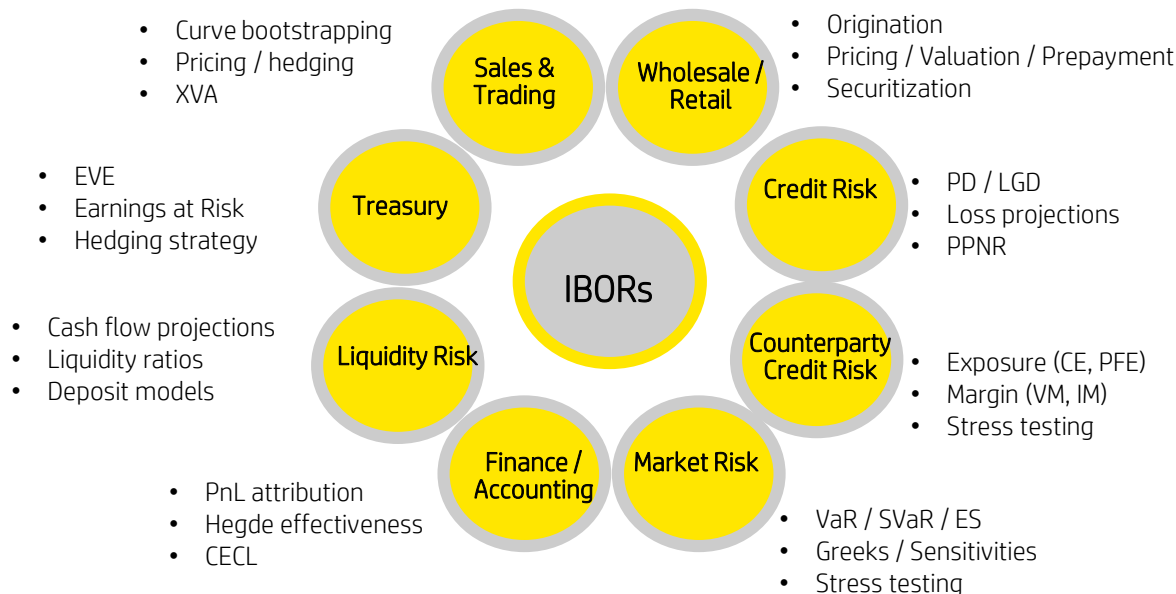 • Curve bootstrapping
• Pricing / hedging
• XVA
Sales &
Trading
Wholesale /
Retail
• Origination
• Pricing / Valuation / Prepayment
• Securitization
• EVE
• Earnings at Risk
• Hedging strategy
Treasury
Credit Risk
• PD / LGD
• Loss projections
• PPNR
IBORs
• Cash flow projections
• Liquidity ratios
• Deposit models
Liquidity Risk
Counterparty
Credit Risk
• Exposure (CE, PFE)
• Margin (VM, IM)
• Stress testing
• PnL attribution
• Hegde effectiveness
• CECL
Finance /
Accounting
Market Risk
• VaR / SVaR / ES
• Greeks / Sensitivities
• Stress testing